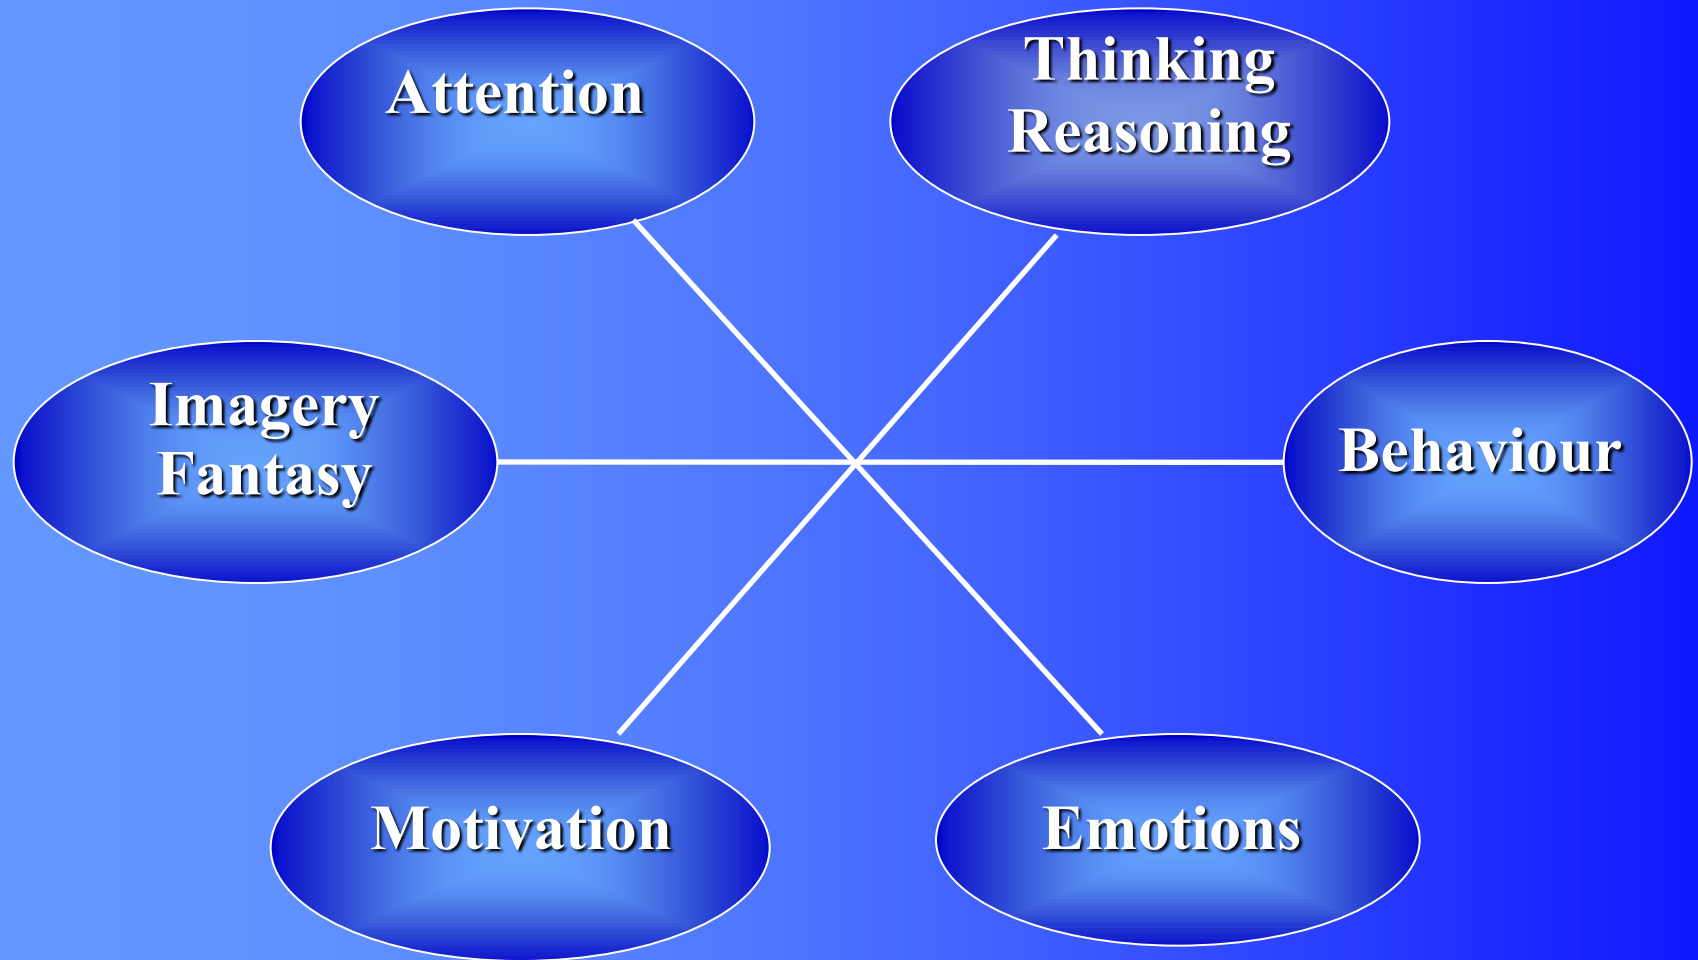 Attention
Thinking
Reasoning
Imagery
Fantasy
Behaviour
Motivation
Emotions